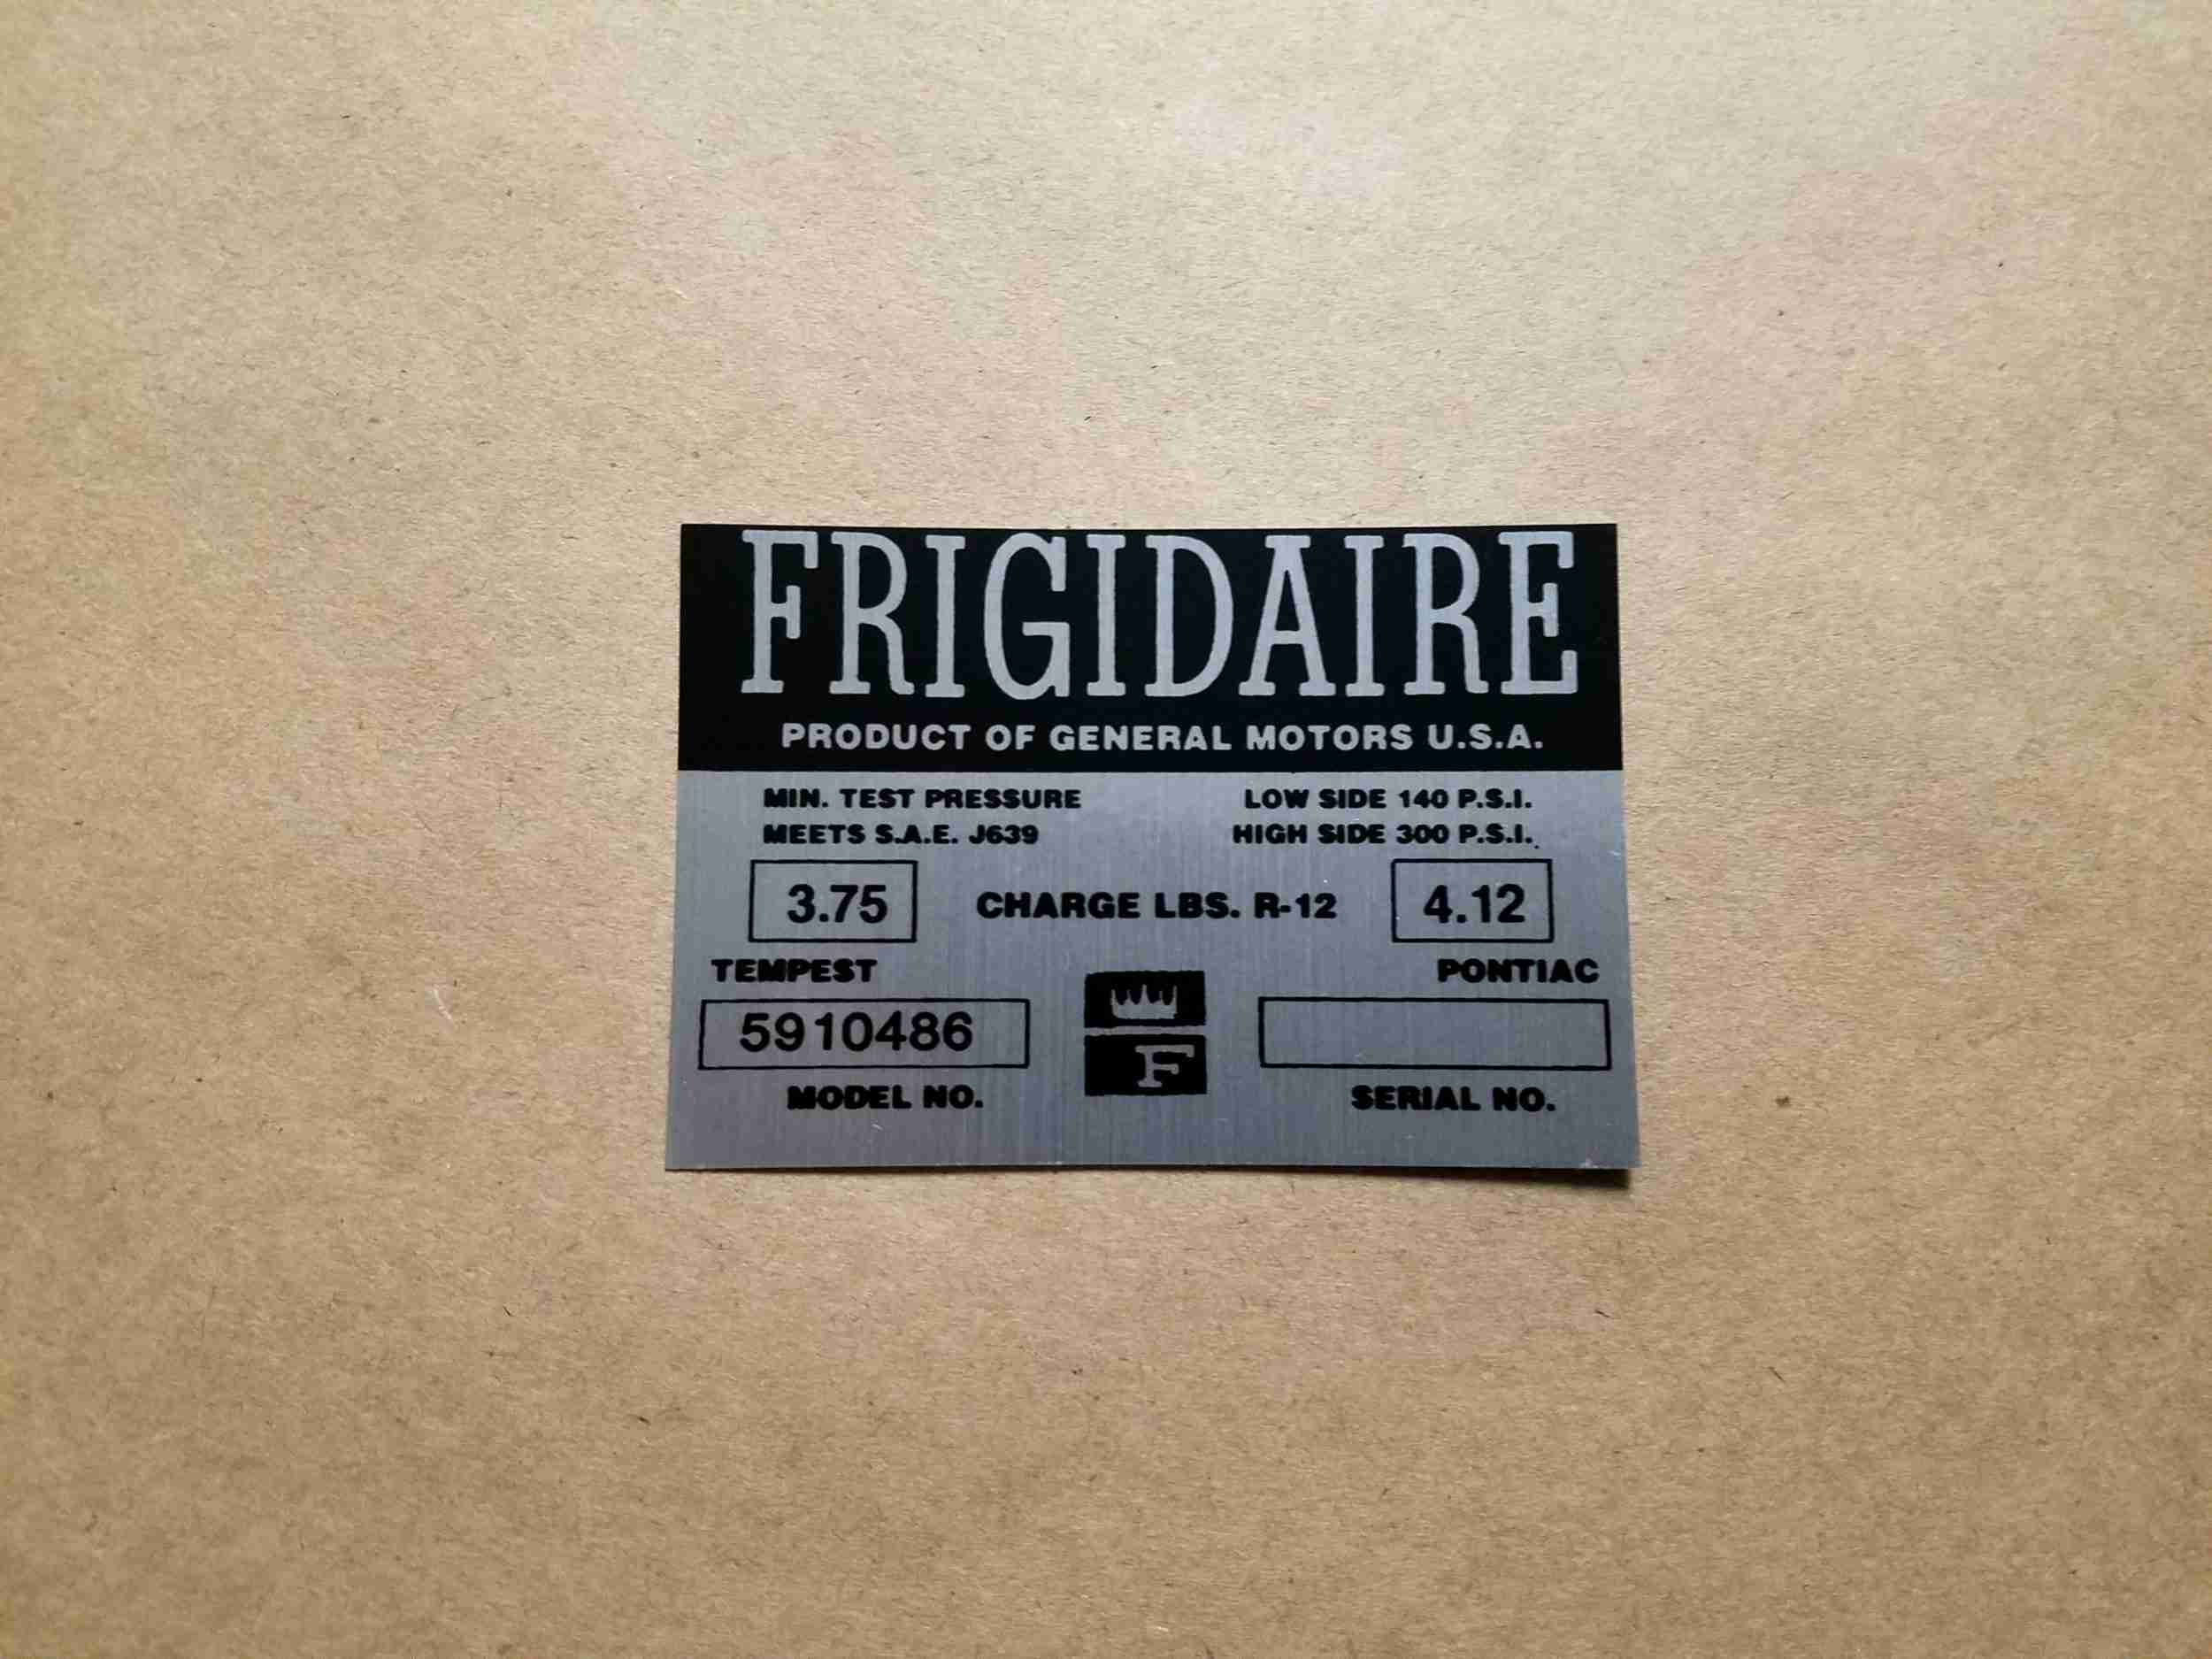 FRIGIDAIRE
PRODUCT OF GENERAL MOTORS U.S.A.
MIN. TEST PRESSURE LOW SIDE 140 P.S.I.
MEETS S.A.E. J639 HIGH SIDE 300 P.S.I.
3.75 CHARGE LBS. R-12 4.12
TEMPEST PONTIAC
5910486
F
MODEL NO. SERIAL NO.